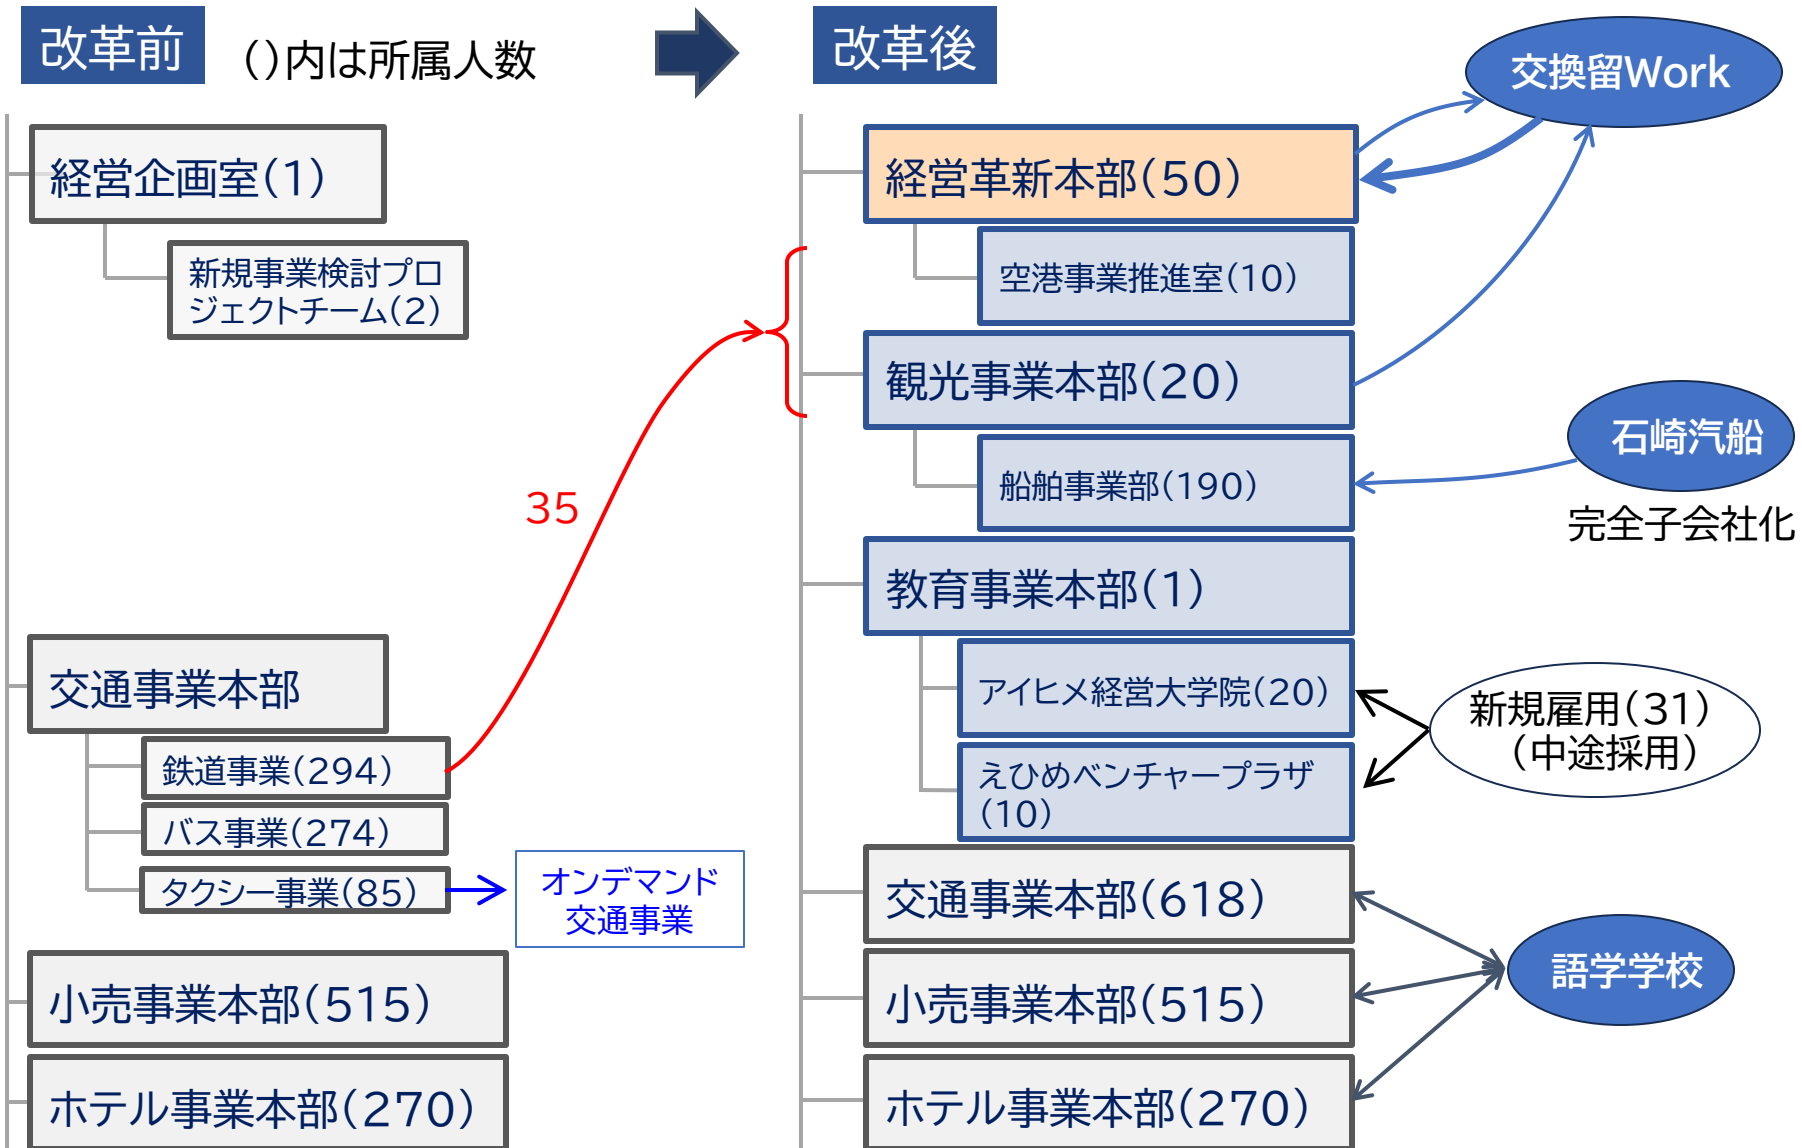 改革前
()内は所属人数
経営企画室(1)
新規事業検討プロ
ジェクトチーム(2)
35
交通事業本部
鉄道事業(294)
バス事業(274)
タクシー事業(85)
オンデマンド
交通事業
小売事業本部(515)
ホテル事業本部(270)
改革後
経営革新本部(50)
空港事業推進室(10)
観光事業本部(20)
船舶事業部(190)
教育事業本部(1)
アイヒメ経営大学院(20)
えひめベンチャープラザ
(10)
交通事業本部(618)
小売事業本部(515)
ホテル事業本部(270)
交換留Work
石崎汽船
完全子会社化
新規雇用(31)
(中途採用)
語学学校